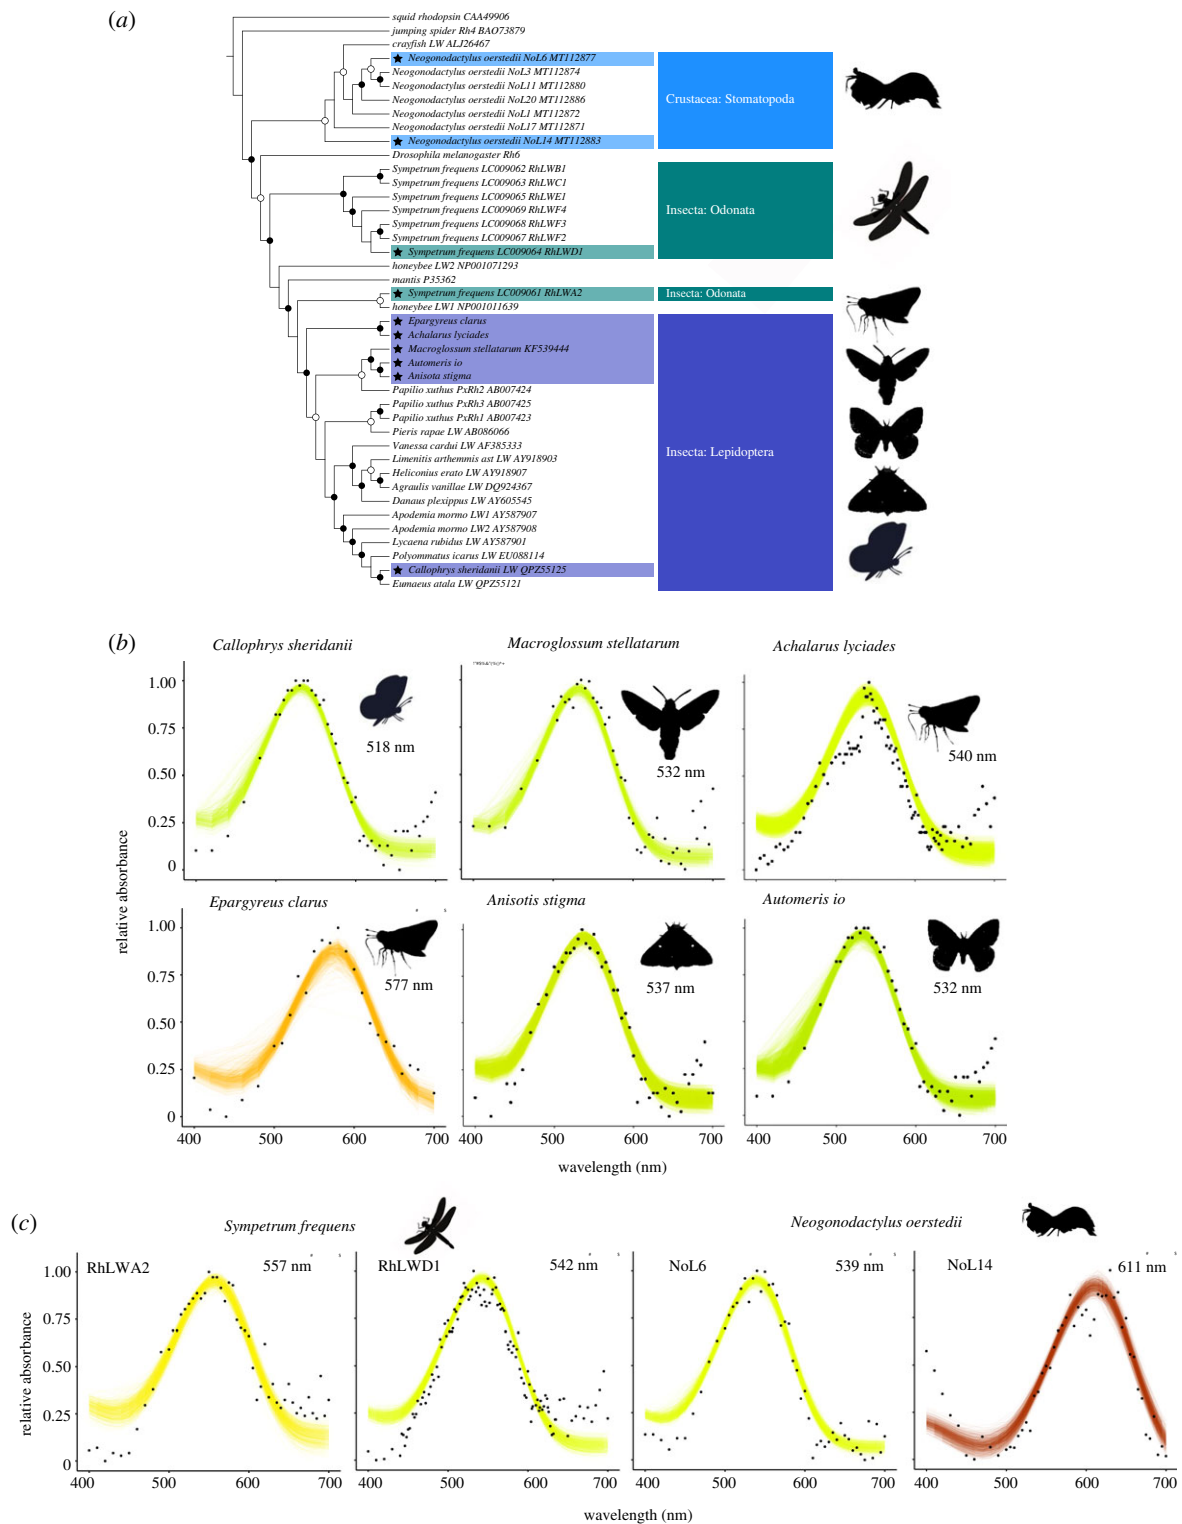 (a)
squid rhodopsin CAA49906
jumping spider Rh4 BAO73879
crayfish LW ALJ26467
★ Neogonodactylus oerstedii NoL6 MT112877
Neogonodactylus oerstedii NoL3 MT112874
Neogonodactylus oerstedii NoL11 MT112880
Neogonodactylus oerstedii NoL20 MT112886
Neogonodactylus oerstedii NoL1 MT112872
Neogonodactylus oerstedii NoL17 MT112871
★ Neogonodactylus oerstedii NoL14 MT112883
Crustacea: Stomatopoda
Drosophila melanogaster Rh6
Sympetrum frequens LC009062 RhLWB1
Sympetrum frequens LC009063 RhLWC1
Sympetrum frequens LC009065 RhLWE1
Sympetrum frequens LC009069 RhLWF4
Sympetrum frequens LC009068 RhLWF3
Sympetrum frequens LC009067 RhLWF2
★ Sympetrum frequens LC009064 RhLWD1
Insecta: Odonata
honeybee LW2 NP001071293
mantis P35362
★ Sympetrum frequens LC009061 RhLWA2
Insecta: Odonata
honeybee LW1 NP001011639
★ Epargyreus clarus
★ Achalarus lyciades
★ Macroglossum stellatarum KF539444
★ Automeris io
★ Anisota stigma
Papilio xuthus PxRh2 AB007424
Papilio xuthus PxRh3 AB007425
Papilio xuthus PxRh1 AB007423
Pieris rapae LW AB086066
Vanessa cardui LW AF385333
Limenitis arthemmis ast LW AY918903
Heliconius erato LW AY918907
Agraulis vanillae LW DQ924367
Danaus plexippus LW AY605545
Apodemia mormo LW1 AY587907
Apodemia mormo LW2 AY587908
Lycaena rubidus LW AY587901
Polyommatus icarus LW EU088114
★ Callophrys sheridanii LW QPZ55125
Eumaeus atala LW QPZ55121
Insecta: Lepidoptera
(b)
Callophrys sheridanii
Macroglossum stellatarum
Achalarus lyciades
1.00
0.75
0.50
0.25
0
518 nm
532 nm
540 nm
relative absorbance
Epargyreus clarus
Anisotis stigma
Automeris io
1.00
0.75
0.50
0.25
0
577 nm
537 nm
532 nm
400 500 600 700
400 500 600 700
400 500 600 700
wavelength (nm)
(c)
Sympetrum frequens
Neogonodactylus oerstedii
RhLWA2
557 nm
RhLWD1
542 nm
NoL6
539 nm
NoL14
611 nm
relative absorbance
1.00
0.75
0.50
0.25
0
400 500 600 700
400 500 600 700
400 500 600 700
400 500 600 700
wavelength (nm)